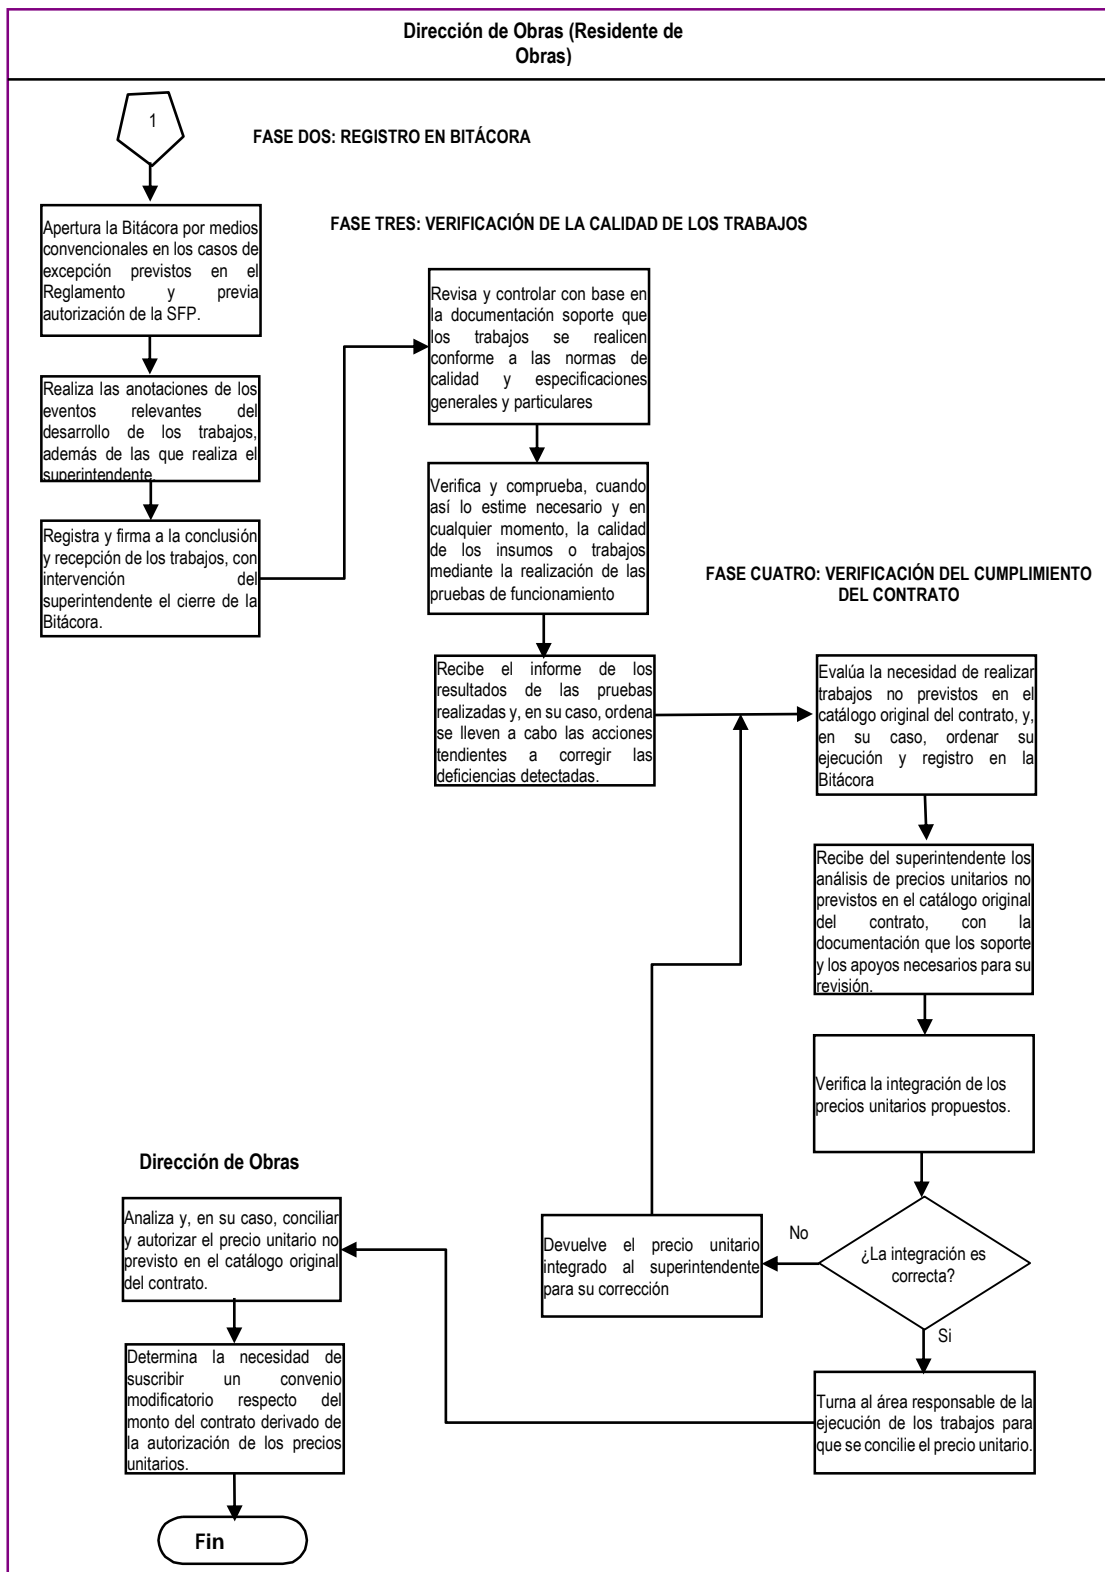 Dirección de Obras (Residente de
Obras)
1
FASE DOS: REGISTRO EN BITÁCORA
Apertura la Bitácora por medios
convencionales en los casos de
excepción previstos en el
Reglamento y previa
autorización de la SFP.
Realiza las anotaciones de los
eventos relevantes del
desarrollo de los trabajos,
además de las que realiza el
superintendente.
Registra y firma a la conclusión
y recepción de los trabajos, con
intervención del
superintendente el cierre de la
Bitácora.
FASE TRES: VERIFICACIÓN DE LA CALIDAD DE LOS TRABAJOS
Revisa y controlar con base en
la documentación soporte que
los trabajos se realicen
conforme a las normas de
calidad y especificaciones
generales y particulares
Verifica y comprueba, cuando
así lo estime necesario y en
cualquier momento, la calidad
de los insumos o trabajos
mediante la realización de las
pruebas de funcionamiento
Recibe el informe de los
resultados de las pruebas
realizadas y, en su caso, ordena
se lleven a cabo las acciones
tendientes a corregir las
deficiencias detectadas.
FASE CUATRO: VERIFICACIÓN DEL CUMPLIMIENTO
DEL CONTRATO
Evalúa la necesidad de realizar
trabajos no previstos en el
catálogo original del contrato, y,
en su caso, ordenar su
ejecución y registro en la
Bitácora
Recibe del superintendente los
análisis de precios unitarios no
previstos en el catálogo original
del contrato, con la
documentación que los soporte
y los apoyos necesarios para su
revisión.
Verifica la integración de los
precios unitarios propuestos.
¿La integración es
correcta?
No
Devuelve el precio unitario
integrado al superintendente
para su corrección
Si
Turna al área responsable de la
ejecución de los trabajos para
que se concilie el precio unitario.
Dirección de Obras
Analiza y, en su caso, conciliar
y autorizar el precio unitario no
previsto en el catálogo original
del contrato.
Determina la necesidad de
suscribir un convenio
modificatorio respecto del
monto del contrato derivado de
la autorización de los precios
unitarios.
Fin